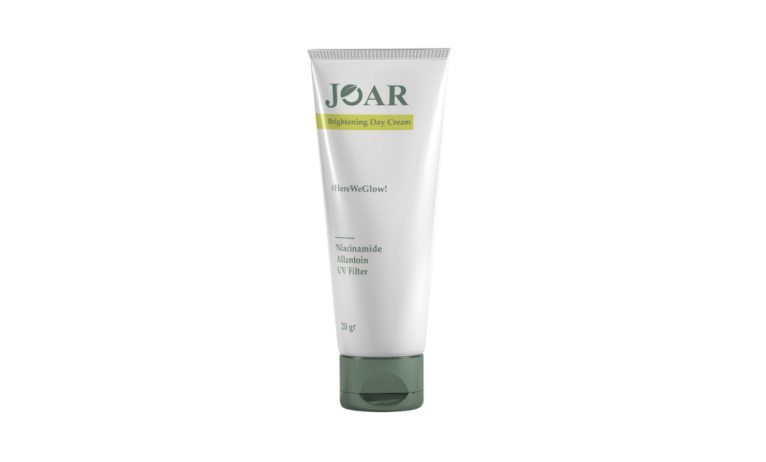 JOAR
Brightening Day Cream
#HereWeGlow!
Niacinamide
Allantoin
UV Filter
20 gr